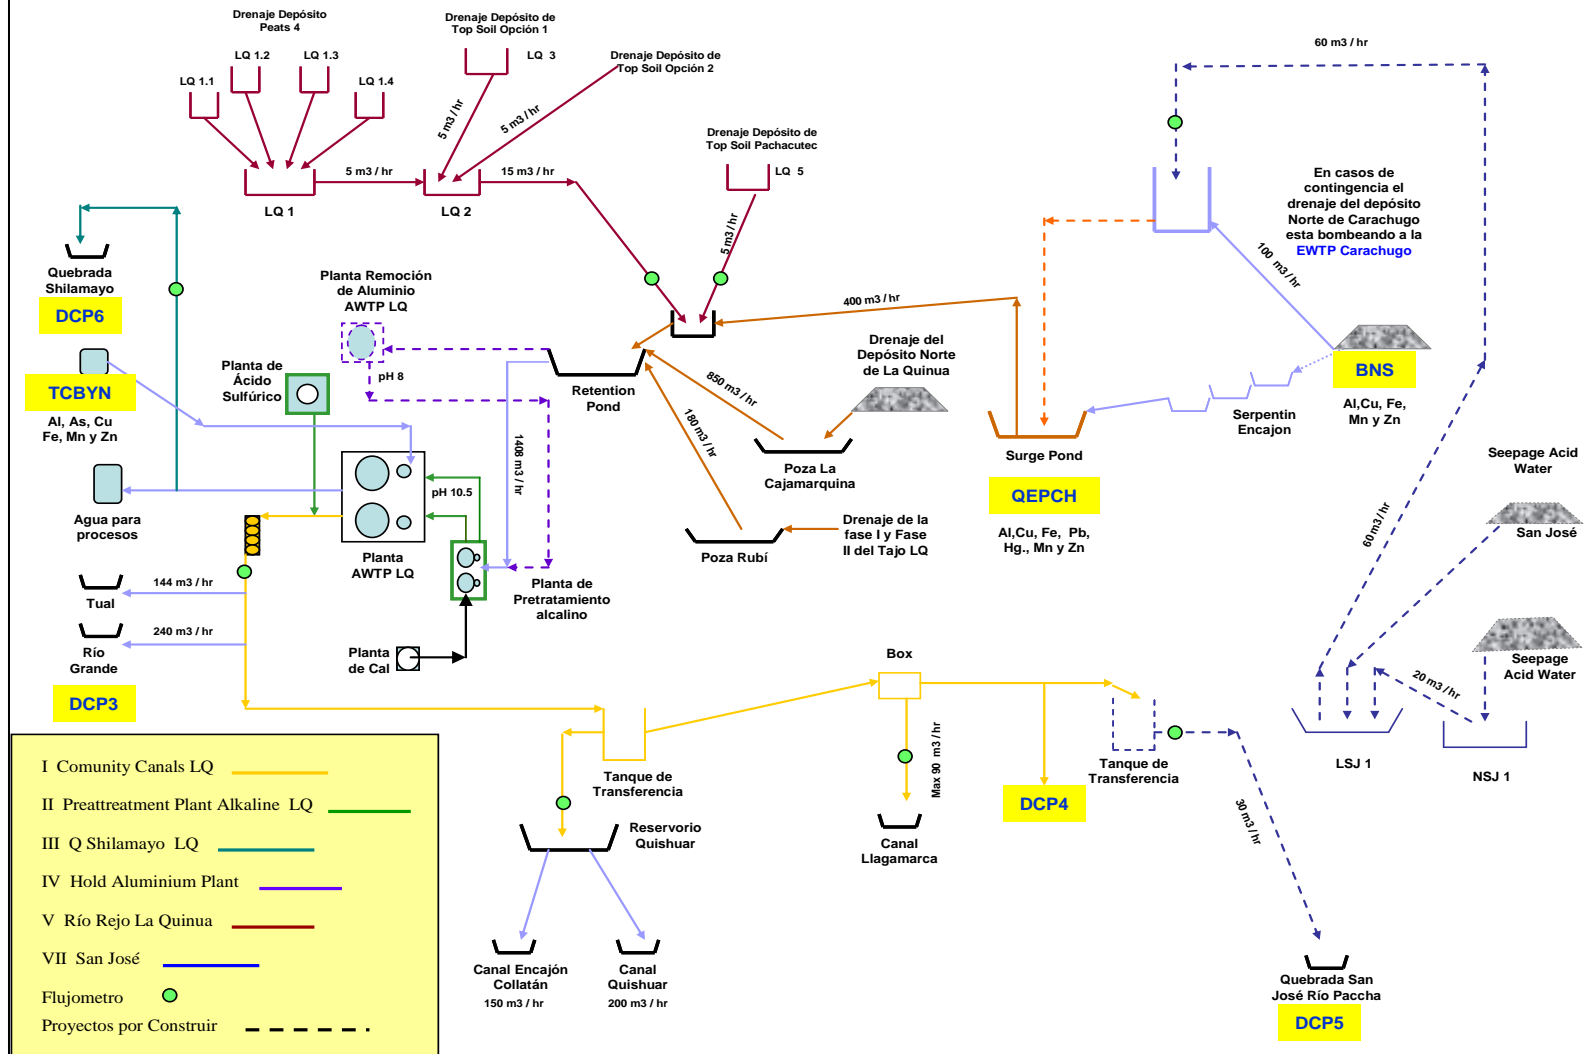 Drenaje Depósito
Peats 4
LQ 1.1
LQ 1.2
LQ 1.3
LQ 1.4
Drenaje Depósito de
Top Soil Opción 1
LQ 3
Drenaje Depósito de
Top Soil Opción 2
5 m3 / hr
5 m3 / hr
LQ 1
5 m3 / hr
LQ 2
15 m3 / hr
Drenaje Depósito de
Top Soil Pachacutec
LQ 5
5 m3 / hr
60 m3 / hr
En casos de
contingencia el
drenaje del depósito
Norte de Carachugo
esta bombeando a la
EWTP Carachugo
100 m3 / hr
Quebrada
Shilamayo
DCP6
TCBYN
Al, As, Cu
Fe, Mn y Zn
Agua para
procesos
Planta de
Ácido
Sulfúrico
Planta Remoción
de Aluminio
AWTP LQ
pH 8
pH 10.5
1408 m3 / hr
Retention
Pond
400 m3 / hr
850 m3/ hr
180 m3/ hr
Drenaje del
Depósito Norte
de La Quinua
Poza La
Cajamarquina
Poza Rubí
Drenaje de la
fase I y Fase
II del Tajo LQ
Surge Pond
QEPCH
Al,Cu, Fe, Pb,
Hg., Mn y Zn
Serpentin
Encajon
BNS
Al,Cu, Fe,
Mn y Zn
Seepage Acid
Water
San José
60 m3 / hr
Seepage
Acid Water
20 m3 / hr
LSJ 1
NSJ 1
Planta
AWTP LQ
Planta de
Pretratamiento
alcalino
Planta
de Cal
144 m3 / hr
Tual
240 m3 / hr
Río
Grande
DCP3
Box
Max 90 m3 / hr
Tanque de
Transferencia
DCP4
Tanque de
Transferencia
30 m3 / hr
Reservorio
Quishuar
Canal
Llagamarca
Canal Encajón
Collatán
150 m3 / hr
Canal
Quishuar
200 m3 / hr
Quebrada San
José Río Paccha
DCP5
I Comunity Canals LQ
II Preattreatment Plant Alkaline LQ
III Q Shilamayo LQ
IV Hold Aluminium Plant
V Río Rejo La Quinua
VII San José
Flujometro
Proyectos por Construir